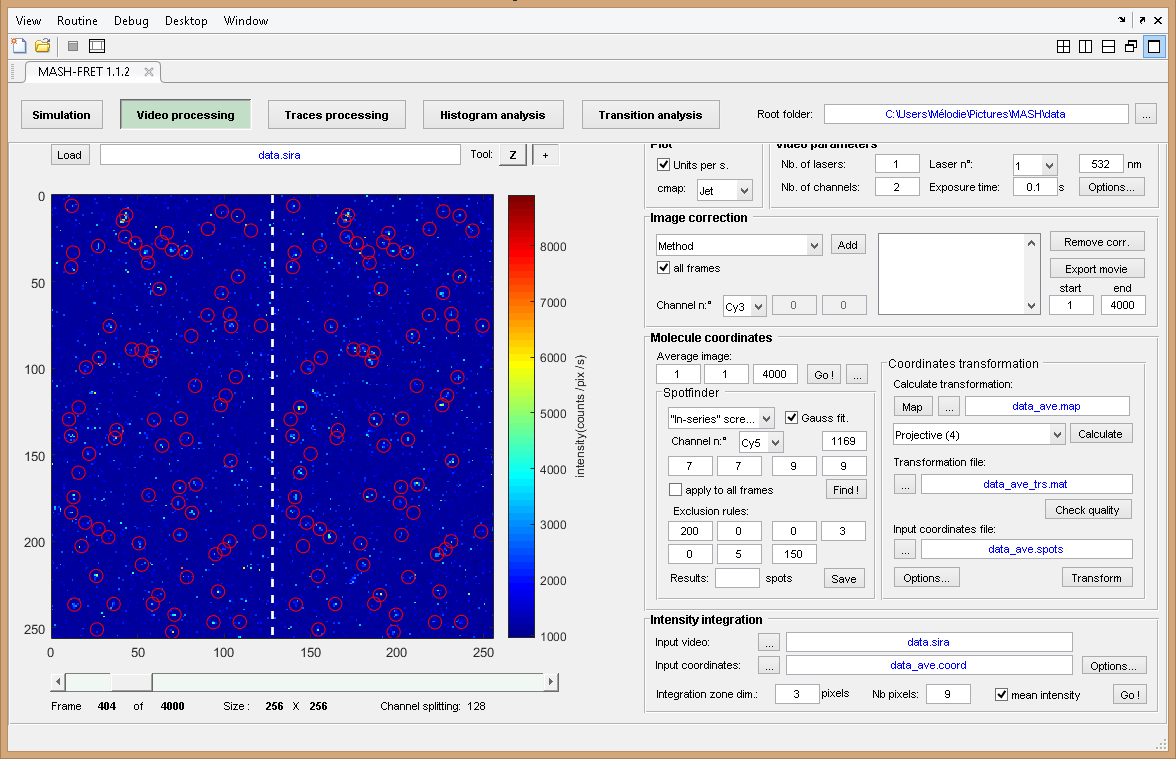 View Routine Debug Desktop Window
MASH-FRET 1.1.2
Simulation Video processing Traces processing Histogram analysis Transition analysis Root folder: C:\Users\Mélodie\Pictures\MASH\data ...
Load data.sira Tool: Z +
0
50
100
150
200
250
0 50 100 150 200 250
8000
7000
6000
5000
4000
3000
2000
1000
intensity(counts /pix /s)
Frame 404 of 4000 Size : 256 X 256 Channel splitting: 128
Plot
Units per s.
cmap: Jet
Video parameters
Nb. of lasers: 1 Laser n°: 1 532 nm
Nb. of channels: 2 Exposure time: 0.1 s Options...
Image correction
Method Add Remove corr.
all frames Export movie
start end
Channel n:° Cy3 0 0 1 4000
Molecule coordinates
Average image:
1 1 4000 Go ! ...
Spotfinder
"In-series" scre... Gauss fit.
Channel n:° Cy5 1169
7 7 9 9
apply to all frames Find !
Exclusion rules:
200 0 0 3
0 5 150
Results: spots Save
Coordinates transformation
Calculate transformation:
Map ... data_ave.map
Projective (4) Calculate
Transformation file:
... data_ave_trs.mat
Check quality
Input coordinates file:
... data_ave.spots
Options... Transform
Intensity integration
Input video: ... data.sira
Input coordinates: ... data_ave.coord Options...
Integration zone dim.: 3 pixels Nb pixels: 9 mean intensity Go !